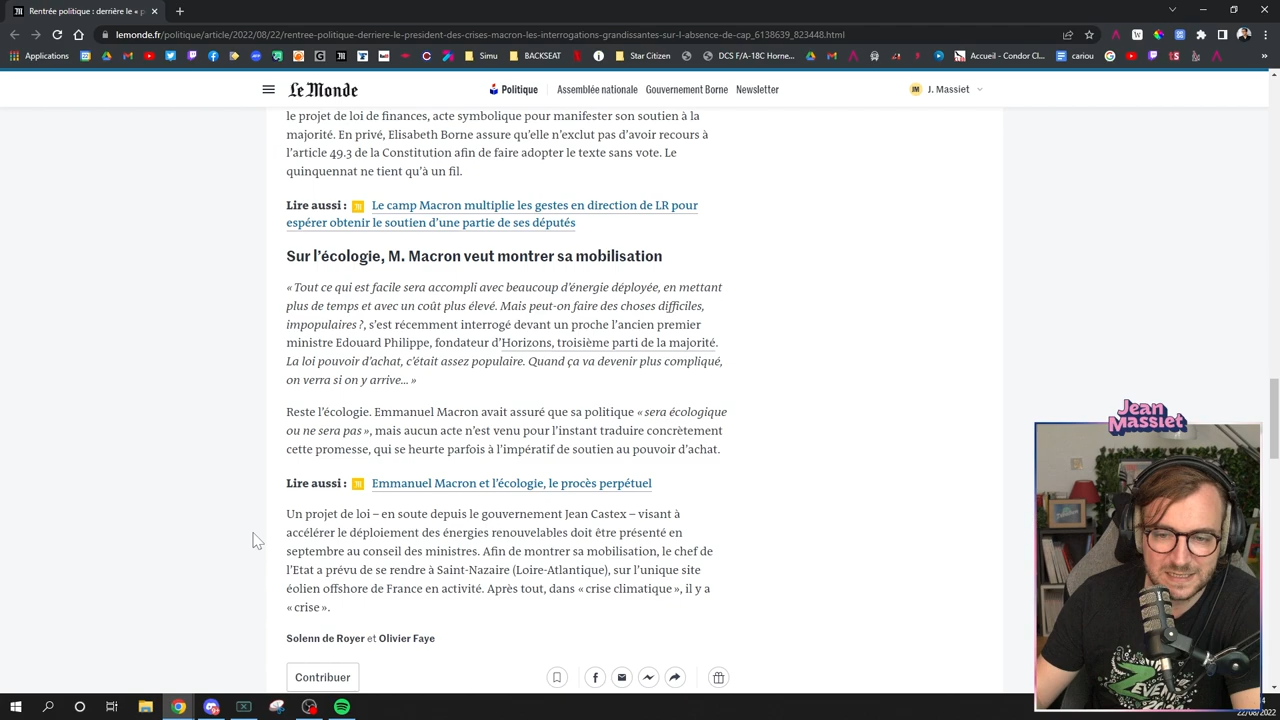 Rentrée politique : derrière le « p
lemonde.fr/politique/article/2022/08/22/rentree-politique-derriere-le-president-des-crises-macron-les-interrogations-grandissantes-sur-l-absence-de-cap_6138639_823448.html
Applications
Simu
BACKSEAT
Star Citizen
DCS F/A-18C Horne...
Accueil - Condor Cl...
cariou
Le Monde
Politique
Assemblée nationale
Gouvernement Borne
Newsletter
JM
J. Massiet
le projet de loi de finances, acte symbolique pour manifester son soutien à la
majorité. En privé, Elisabeth Borne assure qu'elle n'exclut pas d'avoir recours à
l'article 49.3 de la Constitution afin de faire adopter le texte sans vote. Le
quinquennat ne tient qu'à un fil.
Lire aussi : Le camp Macron multiplie les gestes en direction de LR pour
espérer obtenir le soutien d'une partie de ses députés
Sur l'écologie, M. Macron veut montrer sa mobilisation
« Tout ce qui est facile sera accompli avec beaucoup d'énergie déployée, en mettant
plus de temps et avec un coût plus élevé. Mais peut-on faire des choses difficiles,
impopulaires ?, s'est récemment interrogé devant un proche l'ancien premier
ministre Edouard Philippe, fondateur d'Horizons, troisième parti de la majorité.
La loi pouvoir d'achat, c'était assez populaire. Quand ça va devenir plus compliqué,
on verra si on y arrive... »
Reste l'écologie. Emmanuel Macron avait assuré que sa politique « sera écologique
ou ne sera pas », mais aucun acte n'est venu pour l'instant traduire concrètement
cette promesse, qui se heurte parfois à l'impératif de soutien au pouvoir d'achat.
Lire aussi : Emmanuel Macron et l'écologie, le procès perpétuel
Un projet de loi – en soute depuis le gouvernement Jean Castex – visant à
accélérer le déploiement des énergies renouvelables doit être présenté en
septembre au conseil des ministres. Afin de montrer sa mobilisation, le chef de
l'Etat a prévu de se rendre à Saint-Nazaire (Loire-Atlantique), sur l'unique site
éolien offshore de France en activité. Après tout, dans « crise climatique », il y a
« crise ».
Solenn de Royer et Olivier Faye
Contribuer
Jean
Massiet
22/08/2022